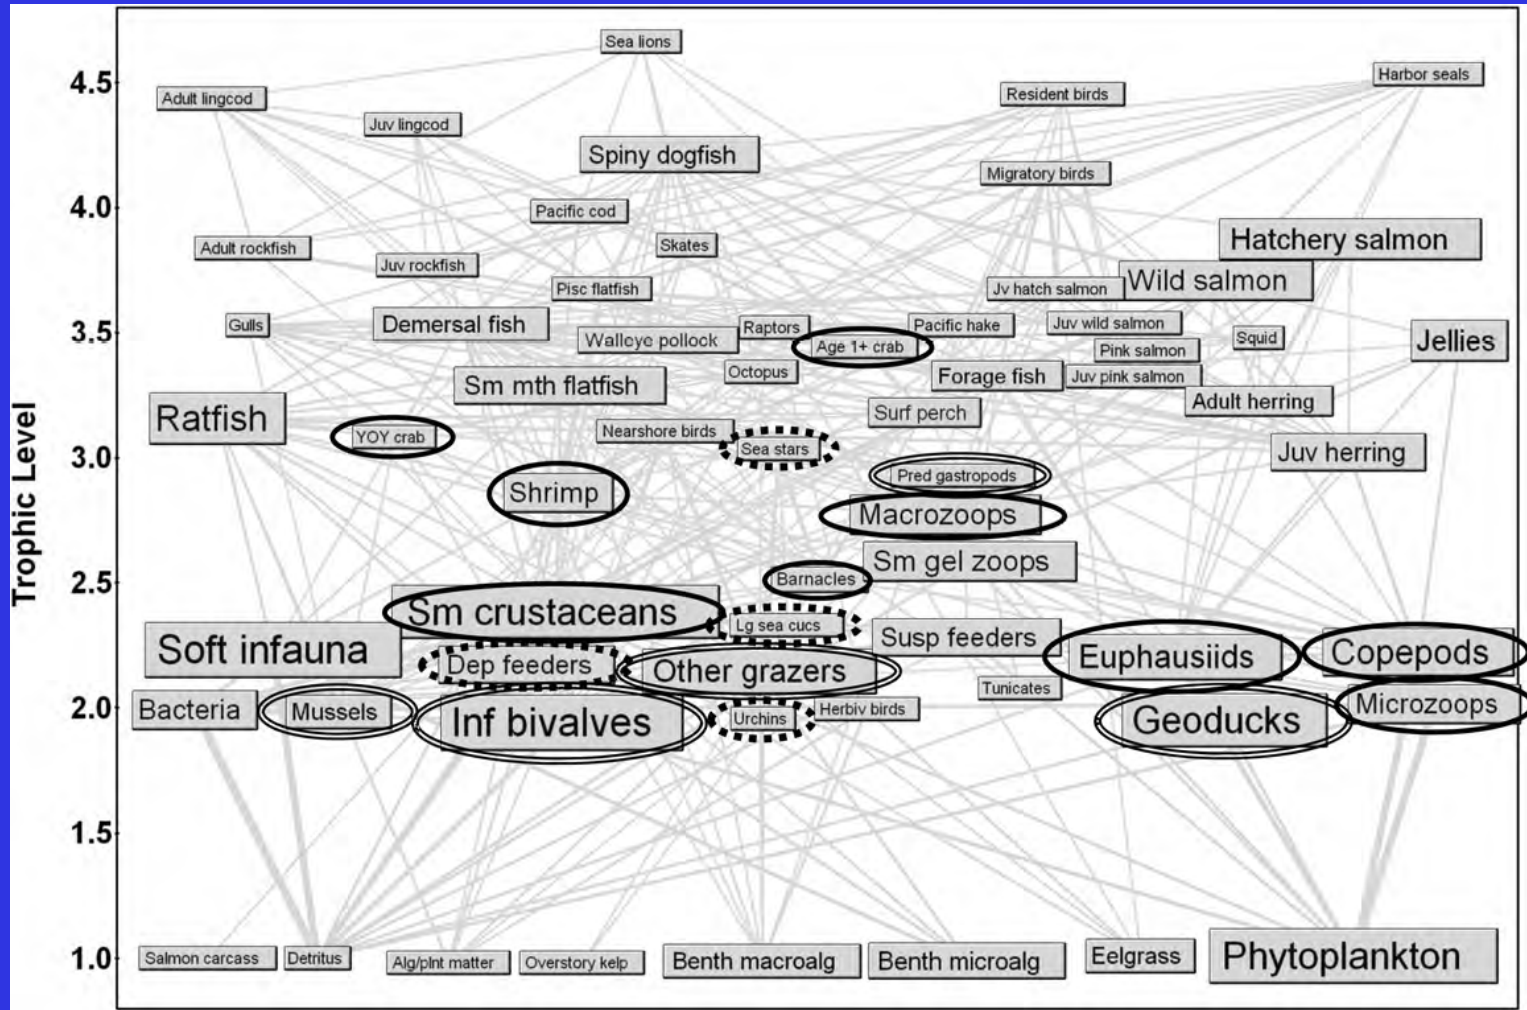 Trophic Level
4.5
4.0
3.5
3.0
2.5
2.0
1.5
1.0
Sea lions
Harbor seals
Adult lingcod
Resident birds
Juv lingcod
Spiny dogfish
Migratory birds
Pacific cod
Hatchery salmon
Adult rockfish
Skates
Juv rockfish
Wild salmon
Pisc flatfish
Jv hatch salmon
Gulls
Demersal fish
Raptors
Pacific hake
Juv wild salmon
Walleye pollock
Age 1+ crab
Squid
Jellies
Pink salmon
Octopus
Forage fish
Juv pink salmon
Sm mth flatfish
Adult herring
Ratfish
Surf perch
YOY crab
Nearshore birds
Sea stars
Juv herring
Pred gastropods
Shrimp
Macrozoops
Sm gel zoops
Barnacles
Sm crustaceans
Lg sea cucs
Susp feeders
Soft infauna
Dep feeders
Other grazers
Euphausiids
Copepods
Tunicates
Bacteria
Mussels
Inf bivalves
Urchins
Herbiv birds
Geoducks
Microzoops
Salmon carcass
Detritus
Alg/plnt matter
Overstory kelp
Benth macroalg
Benth microalg
Eelgrass
Phytoplankton